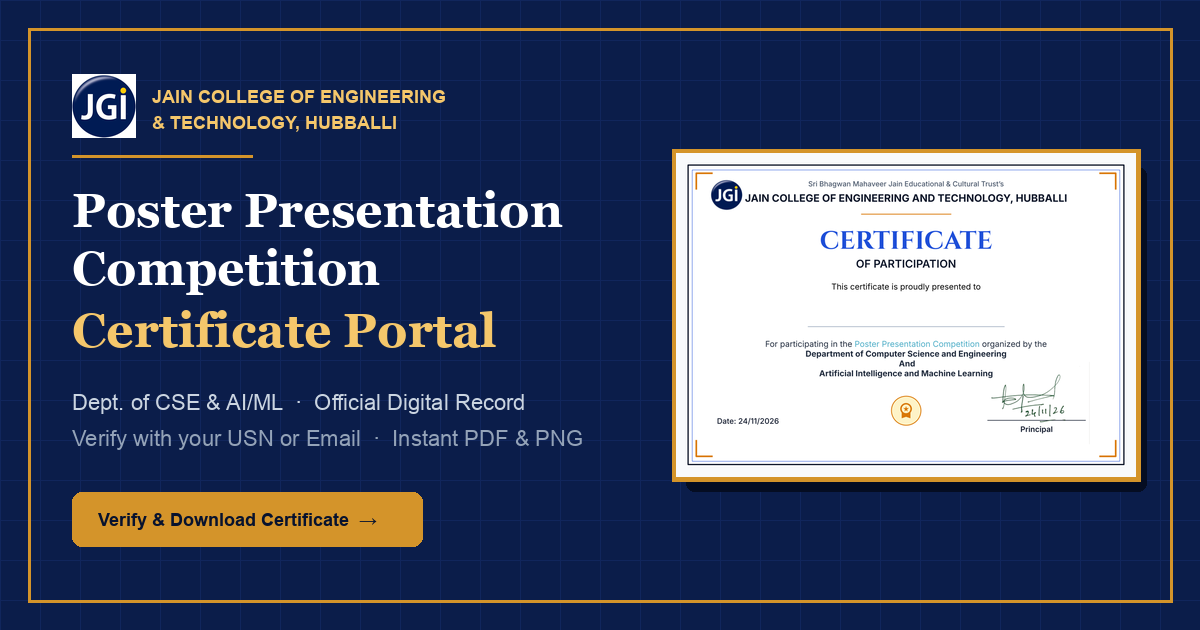 JGi
JAIN COLLEGE OF ENGINEERING
& TECHNOLOGY, HUBBALLI
Poster Presentation
Competition
Certificate Portal
Dept. of CSE & AI/ML · Official Digital Record
Verify with your USN or Email · Instant PDF & PNG
Verify & Download Certificate →
Sri Bhagwan Mahaveer Jain Educational & Cultural Trust's
JGi
JAIN COLLEGE OF ENGINEERING AND TECHNOLOGY, HUBBALLI
CERTIFICATE
OF PARTICIPATION
This certificate is proudly presented to
For participating in the Poster Presentation Competition organized by the
Department of Computer Science and Engineering
And
Artificial Intelligence and Machine Learning
24/11/26
Date: 24/11/2026
Principal